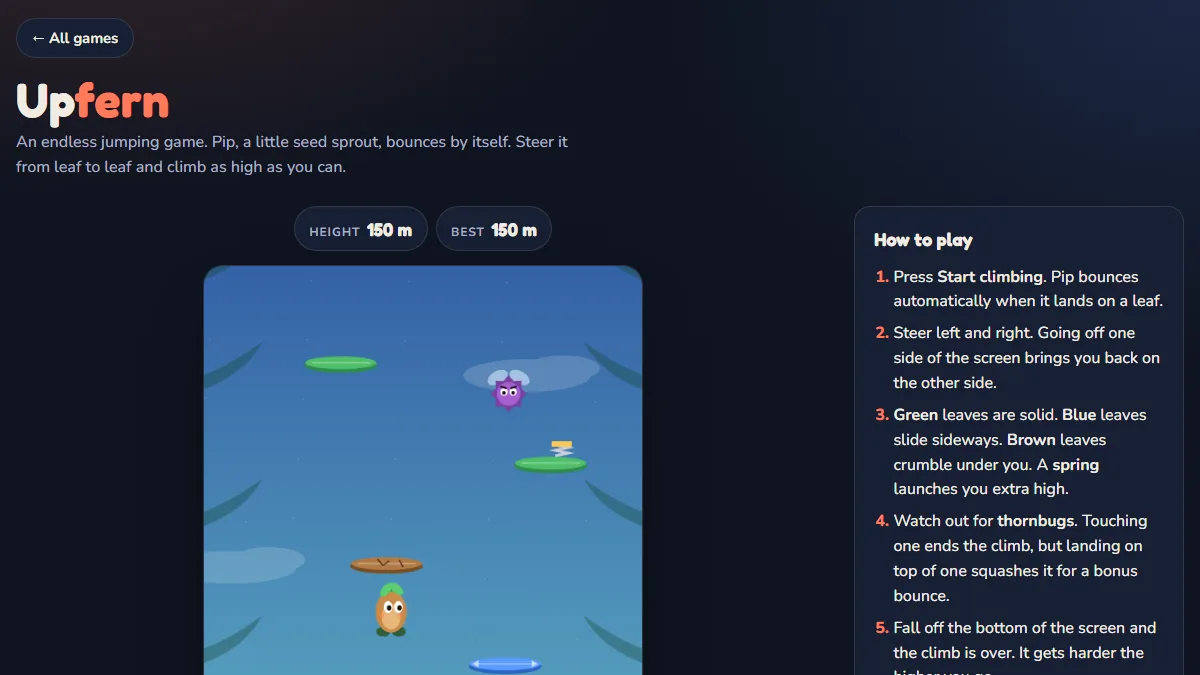 ← All games
Upfern
An endless jumping game. Pip, a little seed sprout, bounces by itself. Steer it
from leaf to leaf and climb as high as you can.
HEIGHT 150 m
BEST 150 m
How to play
1. Press Start climbing. Pip bounces
automatically when it lands on a leaf.
2. Steer left and right. Going off one
side of the screen brings you back on
the other side.
3. Green leaves are solid. Blue leaves
slide sideways. Brown leaves
crumble under you. A spring
launches you extra high.
4. Watch out for thornbugs. Touching
one ends the climb, but landing on
top of one squashes it for a bonus
bounce.
5. Fall off the bottom of the screen and
the climb is over. It gets harder the